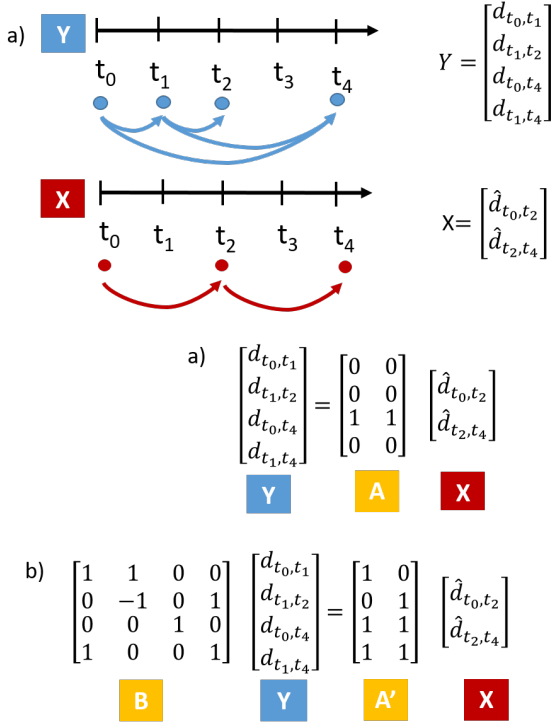 a) Y
t0 t1 t2 t3 t4
Y = [d_{t0,t1} d_{t1,t2} d_{t0,t4} d_{t1,t4}]
X
t0 t1 t2 t3 t4
X= [d̂_{t0,t2} d̂_{t2,t4}]
a)
d_{t0,t1} 0 0
d_{t1,t2} 0 0 d̂_{t0,t2}
d_{t0,t4} = 1 1 d̂_{t2,t4}
d_{t1,t4} 0 0
Y A X
b)
1 1 0 0 d_{t0,t1} 1 0
0 −1 0 1 d_{t1,t2} 0 1 d̂_{t0,t2}
0 0 1 0 d_{t0,t4} = 1 1 d̂_{t2,t4}
1 0 0 1 d_{t1,t4} 1 1
B Y A' X